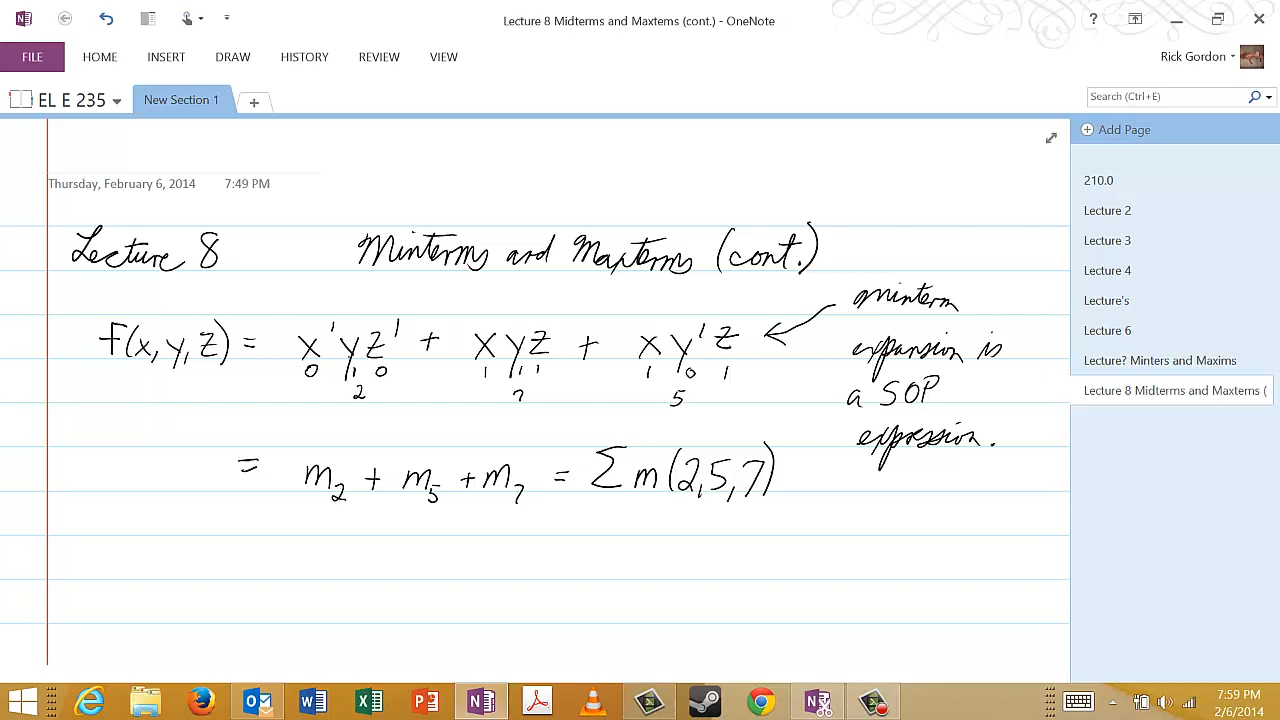 Lecture 8 Midterms and Maxtems (cont.) - OneNote
?
FILE HOME INSERT DRAW HISTORY REVIEW VIEW
Rick Gordon
EL E 235 New Section 1
Search (Ctrl+E)
Add Page
210.0
Lecture 2
Lecture 3
Lecture 4
Lecture's
Lecture 6
Lecture? Minters and Maxims
Lecture 8 Midterms and Maxtems (
Thursday, February 6, 2014 7:49 PM
Lecture 8 Minterms and Maxterms (cont.)
f(x, y, z) = x'yz' + xyz + xy'z
0 1 0 1 1 1 1 0 1
2 7 5
minterm
expansion is
a SOP
expression.
= m2 + m5 + m7 = ∑ m(2,5,7)
7:59 PM
2/6/2014